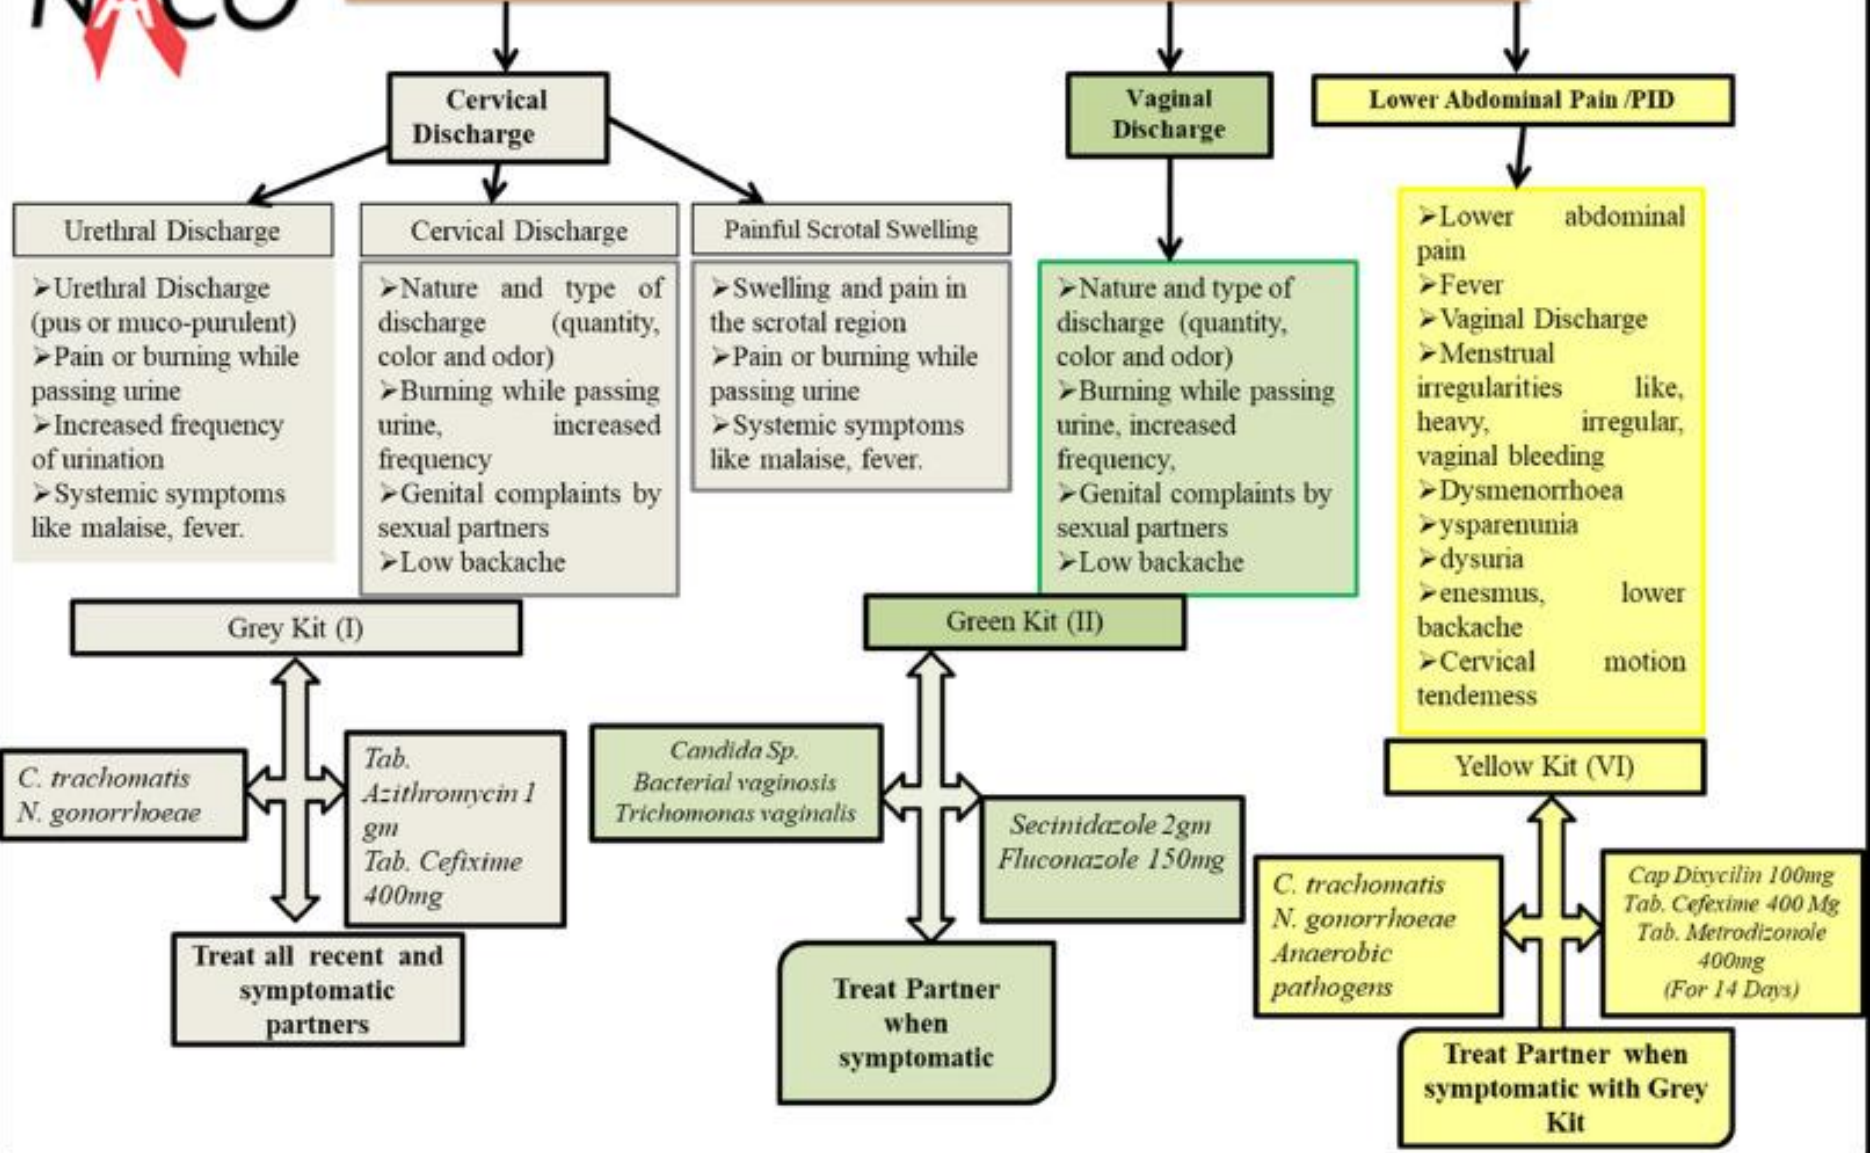 NACO
Cervical
Discharge
Vaginal
Discharge
Lower Abdominal Pain /PID
Urethral Discharge
➢Urethral Discharge
(pus or muco-purulent)
➢Pain or burning while
passing urine
➢Increased frequency
of urination
➢Systemic symptoms
like malaise, fever.
Cervical Discharge
➢Nature and type of
discharge (quantity,
color and odor)
➢Burning while passing
urine, increased
frequency
➢Genital complaints by
sexual partners
➢Low backache
Painful Scrotal Swelling
➢Swelling and pain in
the scrotal region
➢Pain or burning while
passing urine
➢Systemic symptoms
like malaise, fever.
➢Nature and type of
discharge (quantity,
color and odor)
➢Burning while passing
urine, increased
frequency,
➢Genital complaints by
sexual partners
➢Low backache
➢Lower abdominal
pain
➢Fever
➢Vaginal Discharge
➢Menstrual
irregularities like,
heavy, irregular,
vaginal bleeding
➢Dysmenorrhoea
➢ysparenunia
➢dysuria
➢enesmus, lower
backache
➢Cervical motion
tendemess
Grey Kit (I)
C. trachomatis
N. gonorrhoeae
Tab.
Azithromycin 1
gm
Tab. Cefixime
400mg
Treat all recent and
symptomatic
partners
Green Kit (II)
Candida Sp.
Bacterial vaginosis
Trichomonas vaginalis
Secinidazole 2gm
Fluconazole 150mg
Treat Partner
when
symptomatic
Yellow Kit (VI)
C. trachomatis
N. gonorrhoeae
Anaerobic
pathogens
Cap Dixycilin 100mg
Tab. Cefexime 400 Mg
Tab. Metrodizonole
400mg
(For 14 Days)
Treat Partner when
symptomatic with Grey
Kit